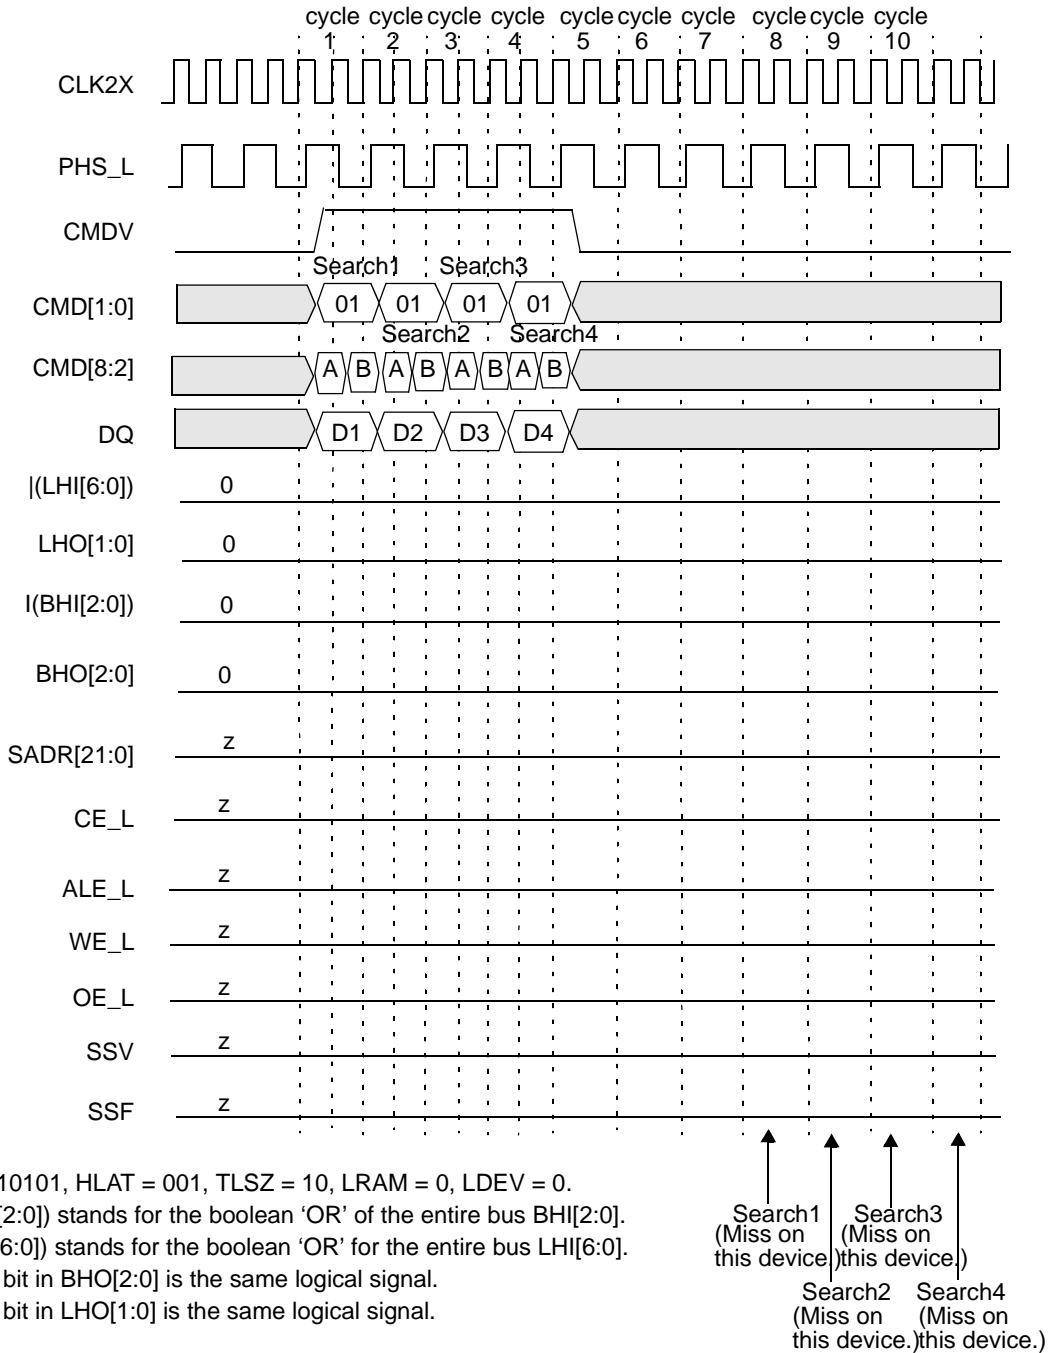 cycle cycle cycle cycle cycle cycle cycle cycle cycle cycle
1 2 3 4 5 6 7 8 9 10
CLK2X
PHS_L
CMDV
Search1 Search3
CMD[1:0] 01 01 01 01
Search2 Search4
CMD[8:2] A B A B A B A B
DQ D1 D2 D3 D4
|(LHI[6:0]) 0
LHO[1:0] 0
I(BHI[2:0]) 0
BHO[2:0] 0
SADR[21:0] z
CE_L z
ALE_L z
WE_L z
OE_L z
SSV z
SSF z
10101, HLAT = 001, TLSZ = 10, LRAM = 0, LDEV = 0.
[2:0]) stands for the boolean ‘OR’ of the entire bus BHI[2:0].
6:0]) stands for the boolean ‘OR’ for the entire bus LHI[6:0].
bit in BHO[2:0] is the same logical signal.
bit in LHO[1:0] is the same logical signal.
Search1
(Miss on
this device.)
Search3
(Miss on
this device.)
Search2
(Miss on
this device.)
Search4
(Miss on
this device.)